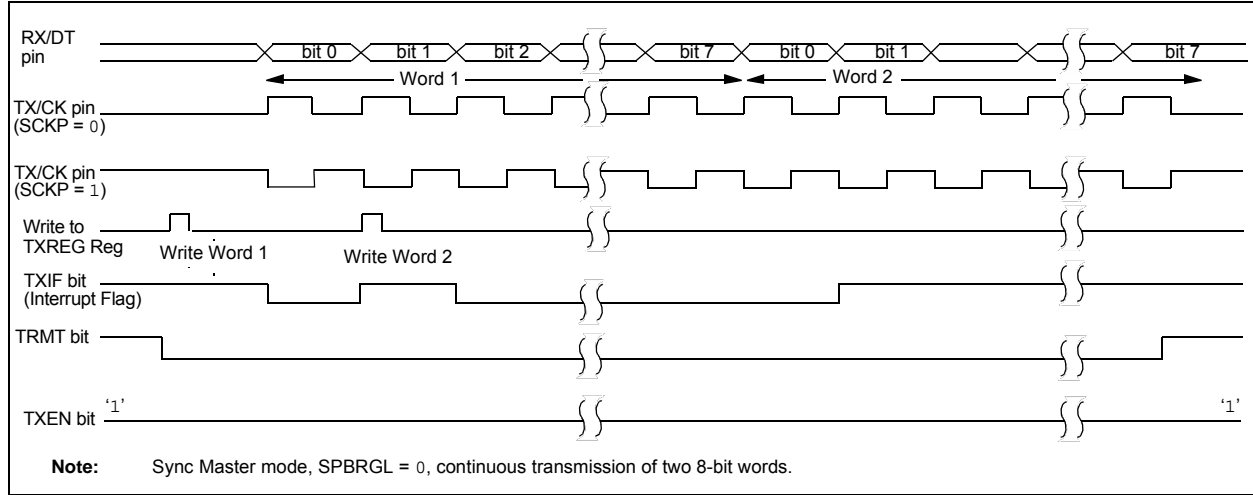 RX/DT
pin
bit 0 bit 1 bit 2 bit 7 bit 0 bit 1 bit 7
Word 1 Word 2
TX/CK pin
(SCKP = 0)
TX/CK pin
(SCKP = 1)
Write to
TXREG Reg
Write Word 1 Write Word 2
TXIF bit
(Interrupt Flag)
TRMT bit
‘1’ ‘1’
TXEN bit
Note: Sync Master mode, SPBRGL = 0, continuous transmission of two 8-bit words.